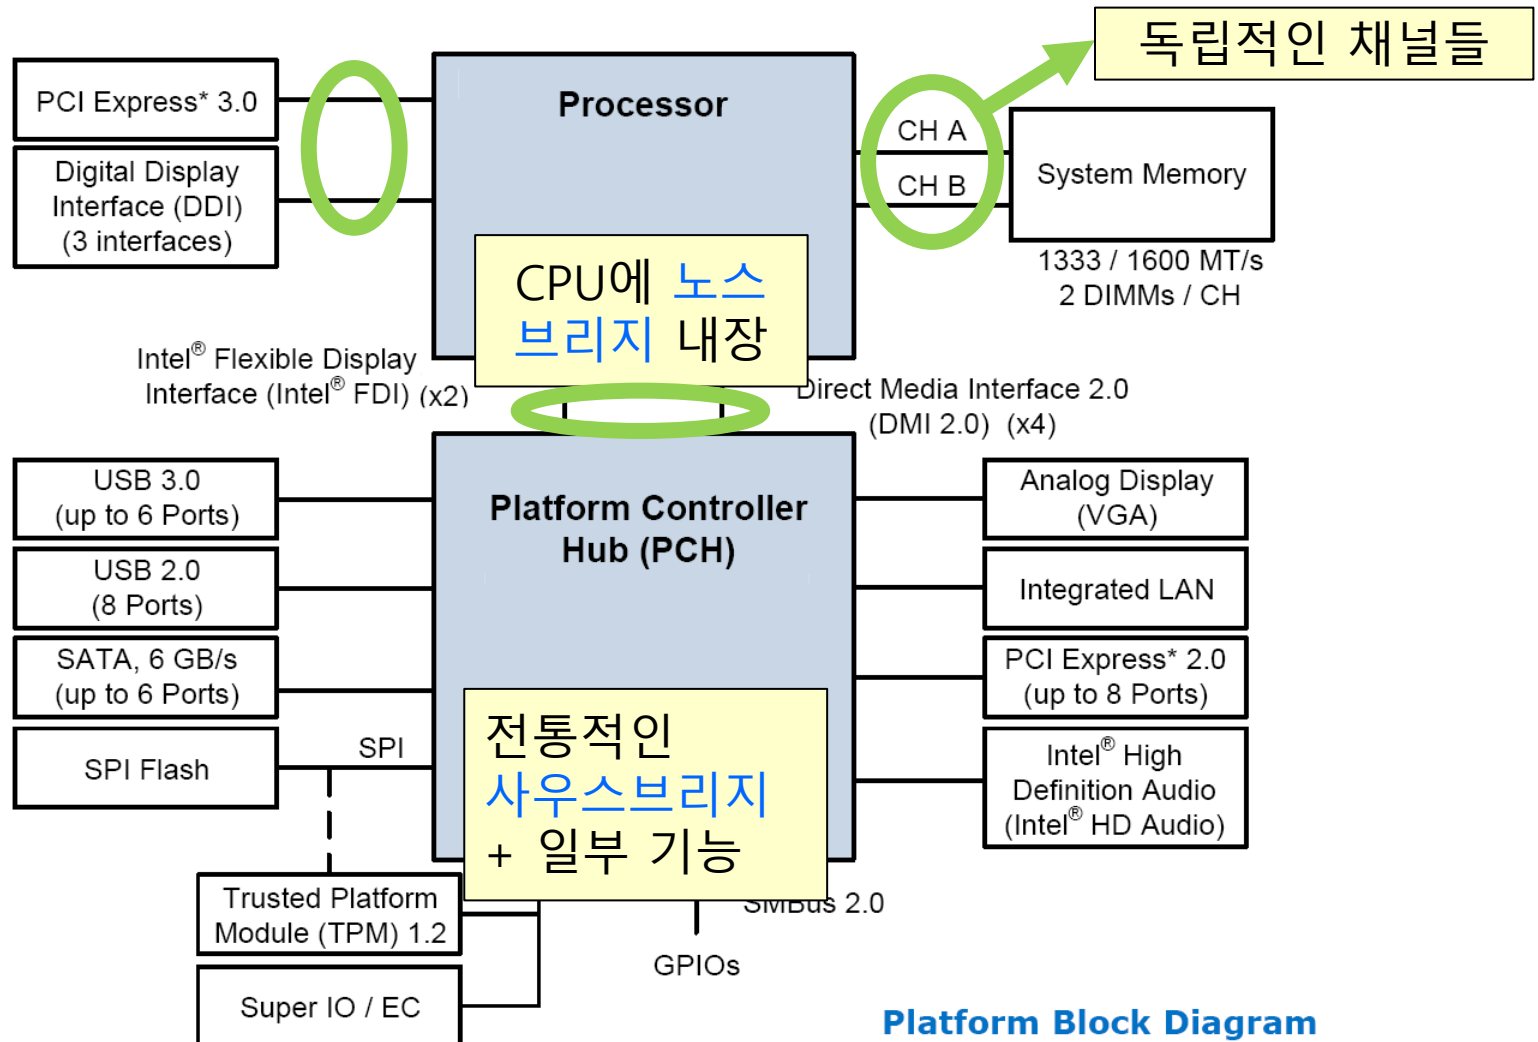 독립적인 채널들
PCI Express* 3.0
Processor
CH A
CH B
System Memory
1333 / 1600 MT/s
2 DIMMs / CH
Digital Display
Interface (DDI)
(3 interfaces)
CPU에 노스
브리지 내장
Intel® Flexible Display
Interface (Intel® FDI) (x2)
Direct Media Interface 2.0
(DMI 2.0) (x4)
USB 3.0
(up to 6 Ports)
USB 2.0
(8 Ports)
SATA, 6 GB/s
(up to 6 Ports)
SPI Flash
SPI
Platform Controller
Hub (PCH)
전통적인
사우스브리지
+ 일부 기능
Analog Display
(VGA)
Integrated LAN
PCI Express* 2.0
(up to 8 Ports)
Intel® High
Definition Audio
(Intel® HD Audio)
Trusted Platform
Module (TPM) 1.2
Super IO / EC
SMBus 2.0
GPIOs
Platform Block Diagram